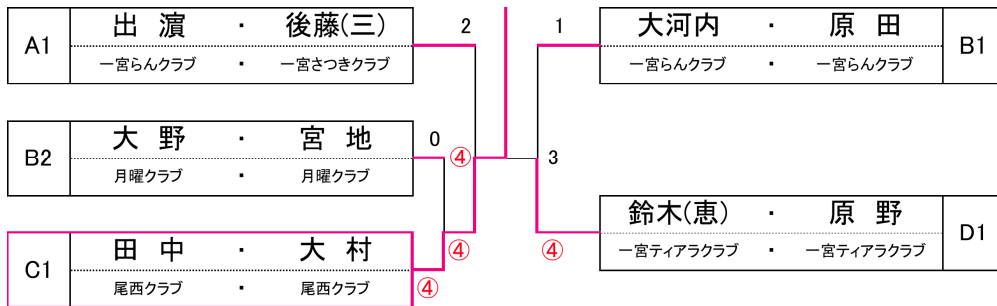 A1 出 濵 ・ 後藤(三)
一宮らんクラブ ・ 一宮さつきクラブ
2
B2 大 野 ・ 宮 地
月曜クラブ ・ 月曜クラブ
0
④
C1 田 中 ・ 大 村
尾西クラブ ・ 尾西クラブ
④
④
1
大河内 ・ 原 田 B1
一宮らんクラブ ・ 一宮らんクラブ
3
鈴木(恵) ・ 原 野 D1
一宮ティアラクラブ ・ 一宮ティアラクラブ
④